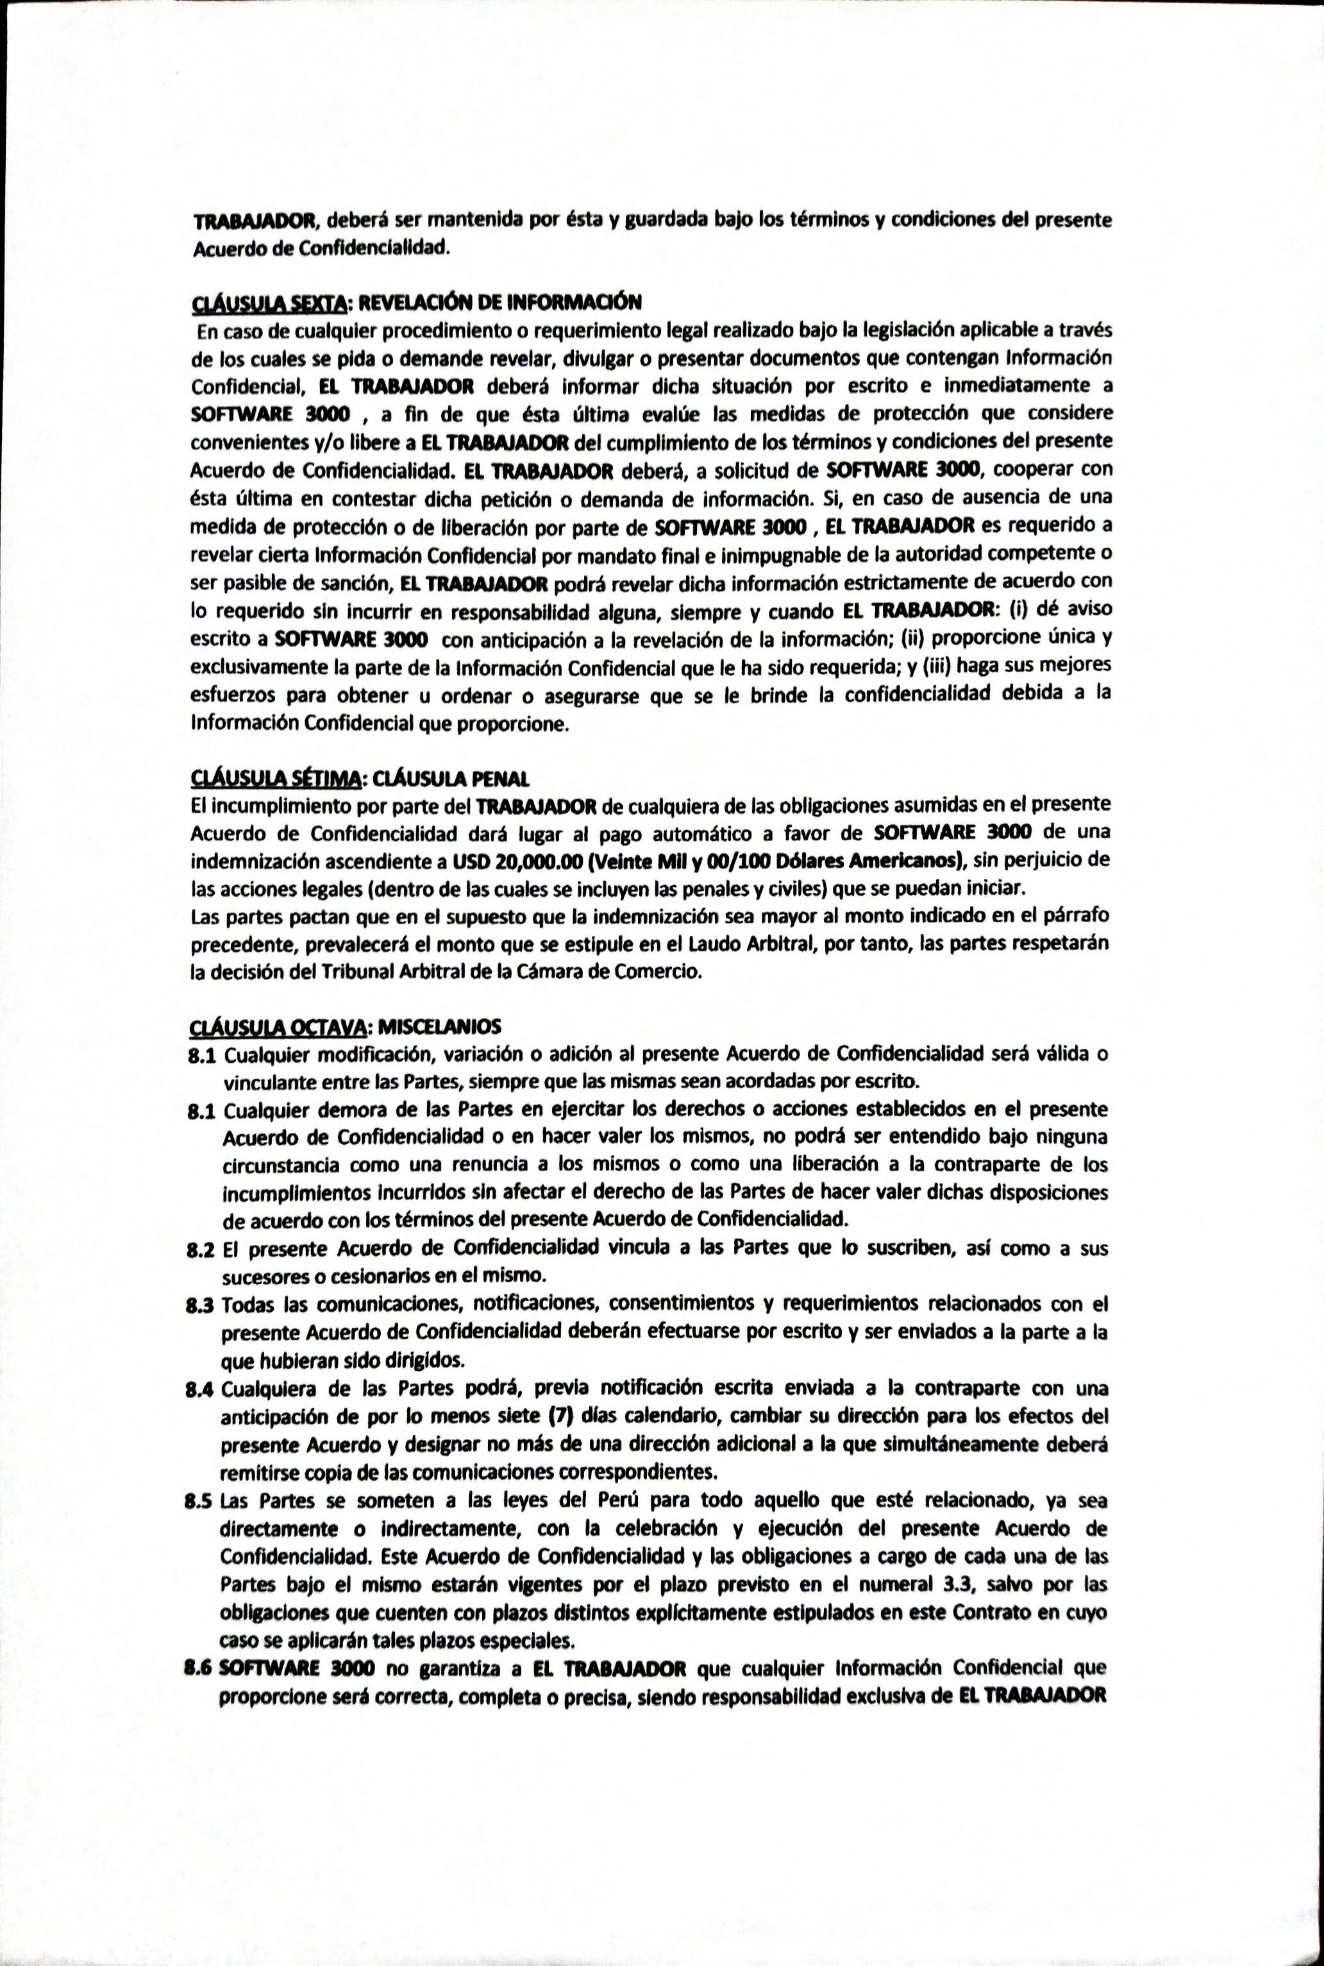 TRABAJADOR, deberá ser mantenida por ésta y guardada bajo los términos y condiciones del presente
Acuerdo de Confidencialidad.
CLÁUSULA SEXTA: REVELACIÓN DE INFORMACIÓN
En caso de cualquier procedimiento o requerimiento legal realizado bajo la legislación aplicable a través
de los cuales se pida o demande revelar, divulgar o presentar documentos que contengan Información
Confidencial, EL TRABAJADOR deberá informar dicha situación por escrito e inmediatamente a
SOFTWARE 3000 , a fin de que ésta última evalúe las medidas de protección que considere
convenientes y/o libere a EL TRABAJADOR del cumplimiento de los términos y condiciones del presente
Acuerdo de Confidencialidad. EL TRABAJADOR deberá, a solicitud de SOFTWARE 3000, cooperar con
ésta última en contestar dicha petición o demanda de información. Si, en caso de ausencia de una
medida de protección o de liberación por parte de SOFTWARE 3000 , EL TRABAJADOR es requerido a
revelar cierta Información Confidencial por mandato final e inimpugnable de la autoridad competente o
ser pasible de sanción, EL TRABAJADOR podrá revelar dicha información estrictamente de acuerdo con
lo requerido sin incurrir en responsabilidad alguna, siempre y cuando EL TRABAJADOR: (i) dé aviso
escrito a SOFTWARE 3000 con anticipación a la revelación de la información; (ii) proporcione única y
exclusivamente la parte de la Información Confidencial que le ha sido requerida; y (iii) haga sus mejores
esfuerzos para obtener u ordenar o asegurarse que se le brinde la confidencialidad debida a la
Información Confidencial que proporcione.
CLÁUSULA SÉTIMA: CLÁUSULA PENAL
El incumplimiento por parte del TRABAJADOR de cualquiera de las obligaciones asumidas en el presente
Acuerdo de Confidencialidad dará lugar al pago automático a favor de SOFTWARE 3000 de una
indemnización ascendiente a USD 20,000.00 (Veinte Mil y 00/100 Dólares Americanos), sin perjuicio de
las acciones legales (dentro de las cuales se incluyen las penales y civiles) que se puedan iniciar.
Las partes pactan que en el supuesto que la indemnización sea mayor al monto indicado en el párrafo
precedente, prevalecerá el monto que se estipule en el Laudo Arbitral, por tanto, las partes respetarán
la decisión del Tribunal Arbitral de la Cámara de Comercio.
CLÁUSULA OCTAVA: MISCELANIOS
8.1 Cualquier modificación, variación o adición al presente Acuerdo de Confidencialidad será válida o
vinculante entre las Partes, siempre que las mismas sean acordadas por escrito.
8.1 Cualquier demora de las Partes en ejercitar los derechos o acciones establecidos en el presente
Acuerdo de Confidencialidad o en hacer valer los mismos, no podrá ser entendido bajo ninguna
circunstancia como una renuncia a los mismos o como una liberación a la contraparte de los
incumplimientos incurridos sin afectar el derecho de las Partes de hacer valer dichas disposiciones
de acuerdo con los términos del presente Acuerdo de Confidencialidad.
8.2 El presente Acuerdo de Confidencialidad vincula a las Partes que lo suscriben, así como a sus
sucesores o cesionarios en el mismo.
8.3 Todas las comunicaciones, notificaciones, consentimientos y requerimientos relacionados con el
presente Acuerdo de Confidencialidad deberán efectuarse por escrito y ser enviados a la parte a la
que hubieran sido dirigidos.
8.4 Cualquiera de las Partes podrá, previa notificación escrita enviada a la contraparte con una
anticipación de por lo menos siete (7) días calendario, cambiar su dirección para los efectos del
presente Acuerdo y designar no más de una dirección adicional a la que simultáneamente deberá
remitirse copia de las comunicaciones correspondientes.
8.5 Las Partes se someten a las leyes del Perú para todo aquello que esté relacionado, ya sea
directamente o indirectamente, con la celebración y ejecución del presente Acuerdo de
Confidencialidad. Este Acuerdo de Confidencialidad y las obligaciones a cargo de cada una de las
Partes bajo el mismo estarán vigentes por el plazo previsto en el numeral 3.3, salvo por las
obligaciones que cuenten con plazos distintos explícitamente estipulados en este Contrato en cuyo
caso se aplicarán tales plazos especiales.
8.6 SOFTWARE 3000 no garantiza a EL TRABAJADOR que cualquier Información Confidencial que
proporcione será correcta, completa o precisa, siendo responsabilidad exclusiva de EL TRABAJADOR